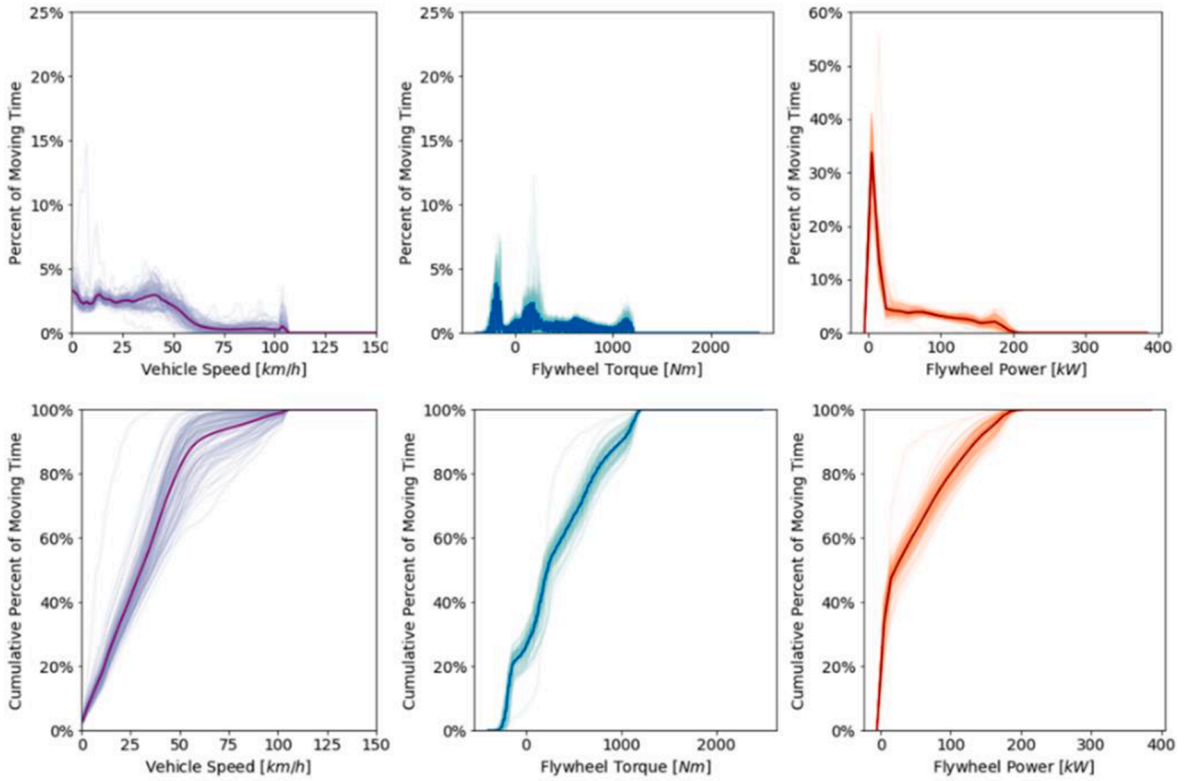 25%
20%
15%
10%
5%
0%
Percent of Moving Time
0 25 50 75 100 125 150
Vehicle Speed [km/h]
25%
20%
15%
10%
5%
0%
Percent of Moving Time
0 1000 2000
Flywheel Torque [Nm]
60%
50%
40%
30%
20%
10%
0%
Percent of Moving Time
0 100 200 300 400
Flywheel Power [kW]
100%
80%
60%
40%
20%
0%
Cumulative Percent of Moving Time
0 25 50 75 100 125 150
Vehicle Speed [km/h]
100%
80%
60%
40%
20%
0%
Cumulative Percent of Moving Time
0 1000 2000
Flywheel Torque [Nm]
100%
80%
60%
40%
20%
0%
Cumulative Percent of Moving Time
0 100 200 300 400
Flywheel Power [kW]